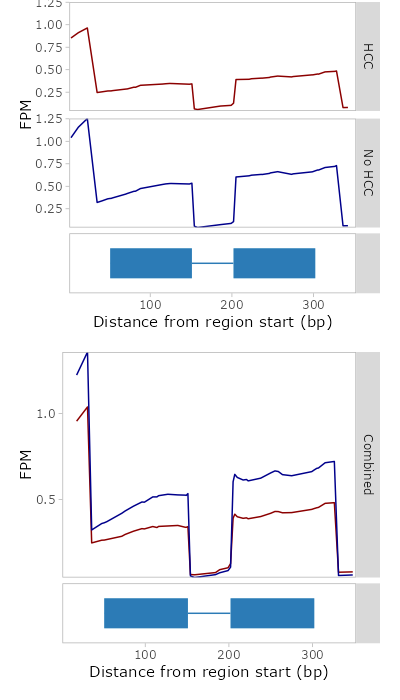 1.25
1.00
0.75
0.50
0.25
HCC
FPM
1.25
1.00
0.75
0.50
0.25
No HCC
100 200 300
Distance from region start (bp)
1.0
0.5
FPM
Combined
100 200 300
Distance from region start (bp)